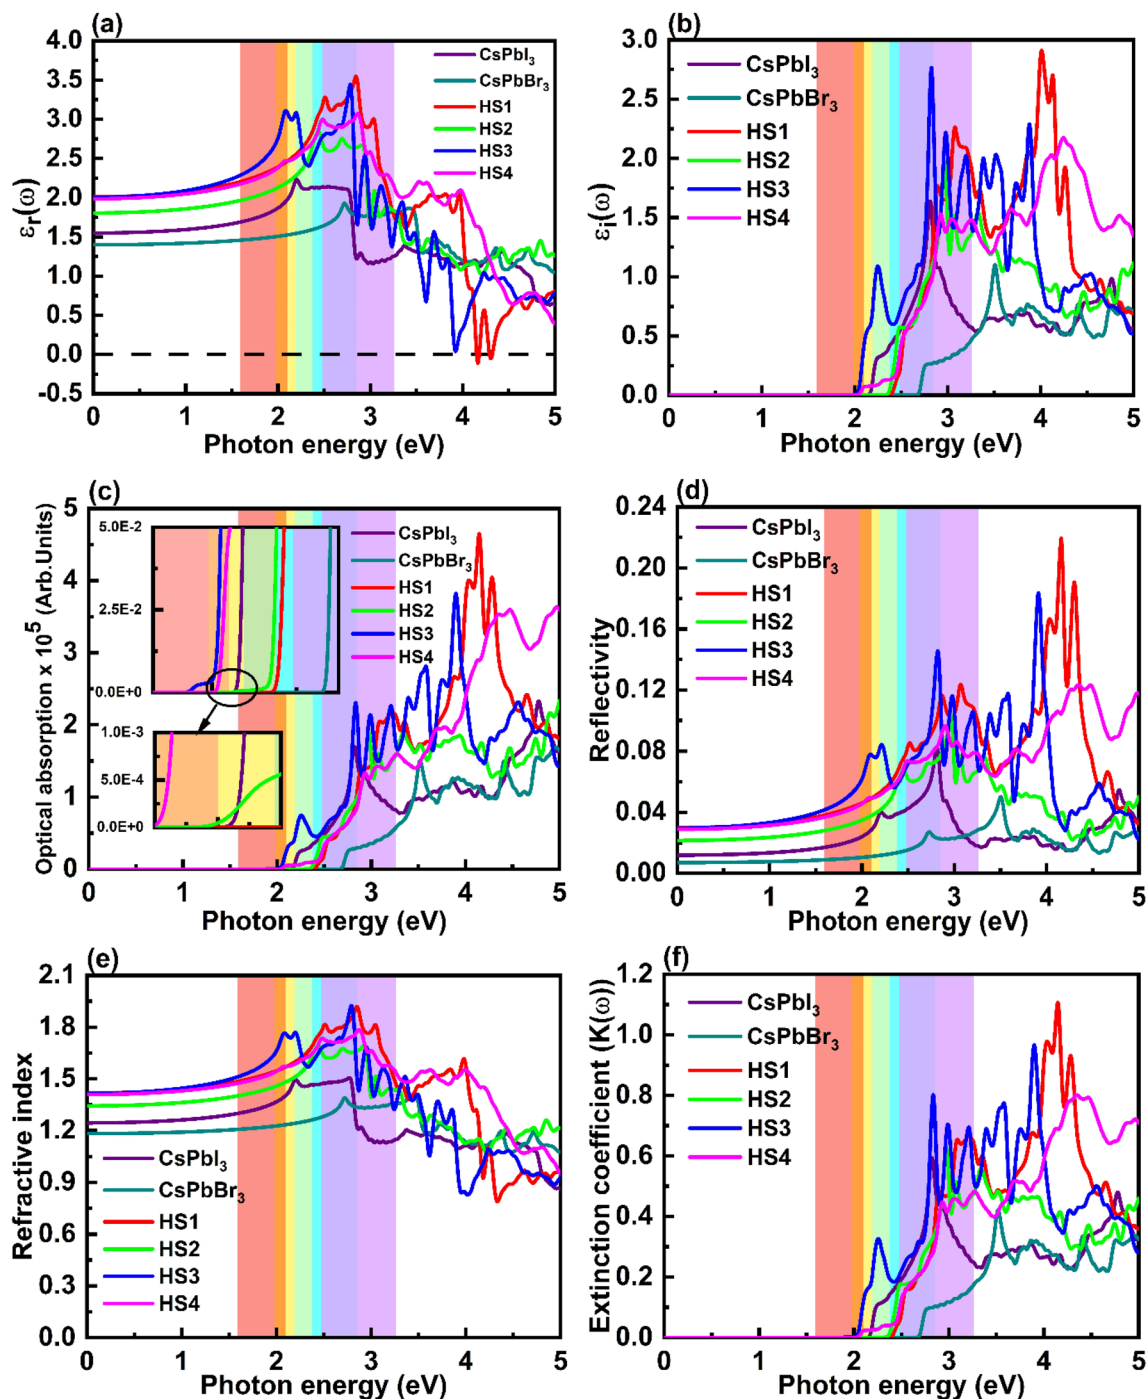 (a)
4.0
3.5
3.0
2.5
2.0
1.5
1.0
0.5
0.0
-0.5
εr(ω)
CsPbI3
CsPbBr3
HS1
HS2
HS3
HS4
0 1 2 3 4 5
Photon energy (eV)
(b)
3.0
2.5
2.0
1.5
1.0
0.5
0.0
εi(ω)
CsPbI3
CsPbBr3
HS1
HS2
HS3
HS4
0 1 2 3 4 5
Photon energy (eV)
(c)
5
4
3
2
1
0
Optical absorption x 10^5 (Arb.Units)
5.0E-2
2.5E-2
0.0E+0
1.0E-3
5.0E-4
0.0E+0
CsPbI3
CsPbBr3
HS1
HS2
HS3
HS4
0 1 2 3 4 5
Photon energy (eV)
(d)
0.24
0.20
0.16
0.12
0.08
0.04
0.00
Reflectivity
CsPbI3
CsPbBr3
HS1
HS2
HS3
HS4
0 1 2 3 4 5
Photon energy (eV)
(e)
2.1
1.8
1.5
1.2
0.9
0.6
0.3
0.0
Refractive index
CsPbI3
CsPbBr3
HS1
HS2
HS3
HS4
0 1 2 3 4 5
Photon energy (eV)
(f)
1.2
1.0
0.8
0.6
0.4
0.2
0.0
Extinction coefficient (K(ω))
CsPbI3
CsPbBr3
HS1
HS2
HS3
HS4
0 1 2 3 4 5
Photon energy (eV)